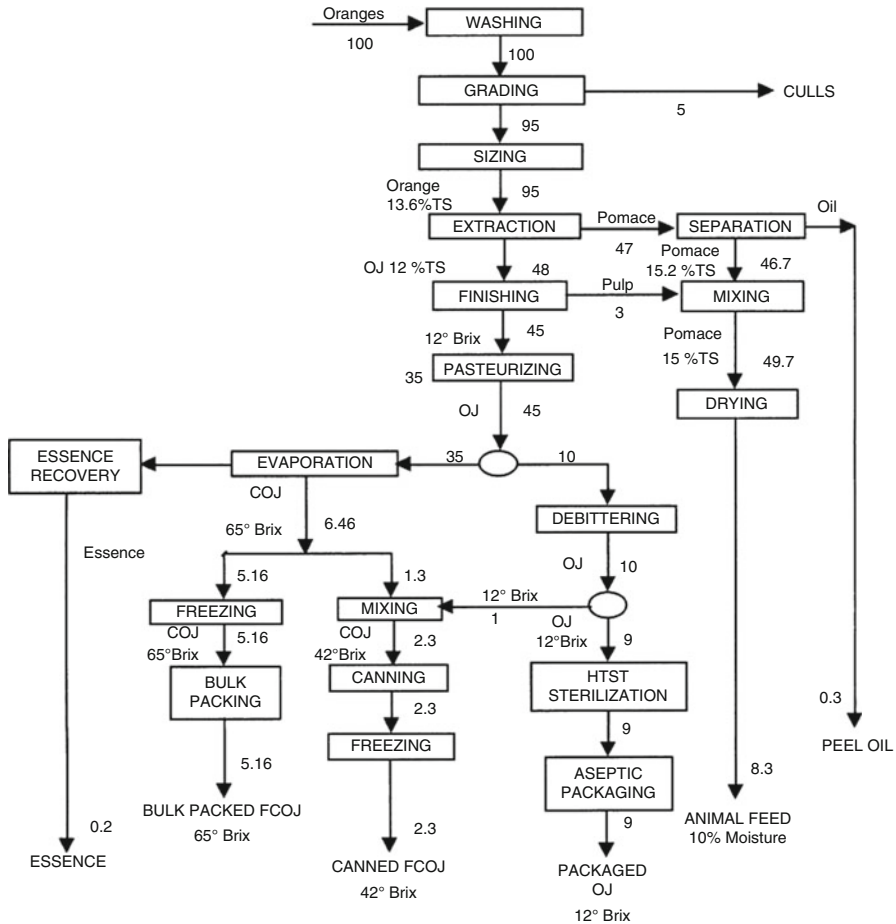 Oranges
WASHING
100
100
GRADING
CULLS
5
95
SIZING
Orange
13.6%TS
95
EXTRACTION
Pomace
47
SEPARATION
Oil
OJ 12 %TS
48
Pomace
15.2 %TS
46.7
FINISHING
Pulp
3
MIXING
12° Brix
45
Pomace
15 %TS
49.7
PASTEURIZING
35
DRYING
OJ
45
ESSENCE
RECOVERY
EVAPORATION
35
10
COJ
DEBITTERING
65° Brix
6.46
Essence
OJ
10
5.16
1.3
12° Brix
1
FREEZING
MIXING
COJ
5.16
65°Brix
COJ
2.3
42°Brix
OJ
12°Brix
9
BULK
PACKING
CANNING
HTST
STERILIZATION
2.3
0.3
FREEZING
9
PEEL OIL
5.16
ASEPTIC
PACKAGING
8.3
BULK PACKED FCOJ
65° Brix
0.2
2.3
9
ANIMAL FEED
10% Moisture
ESSENCE
CANNED FCOJ
42° Brix
PACKAGED
OJ
12° Brix